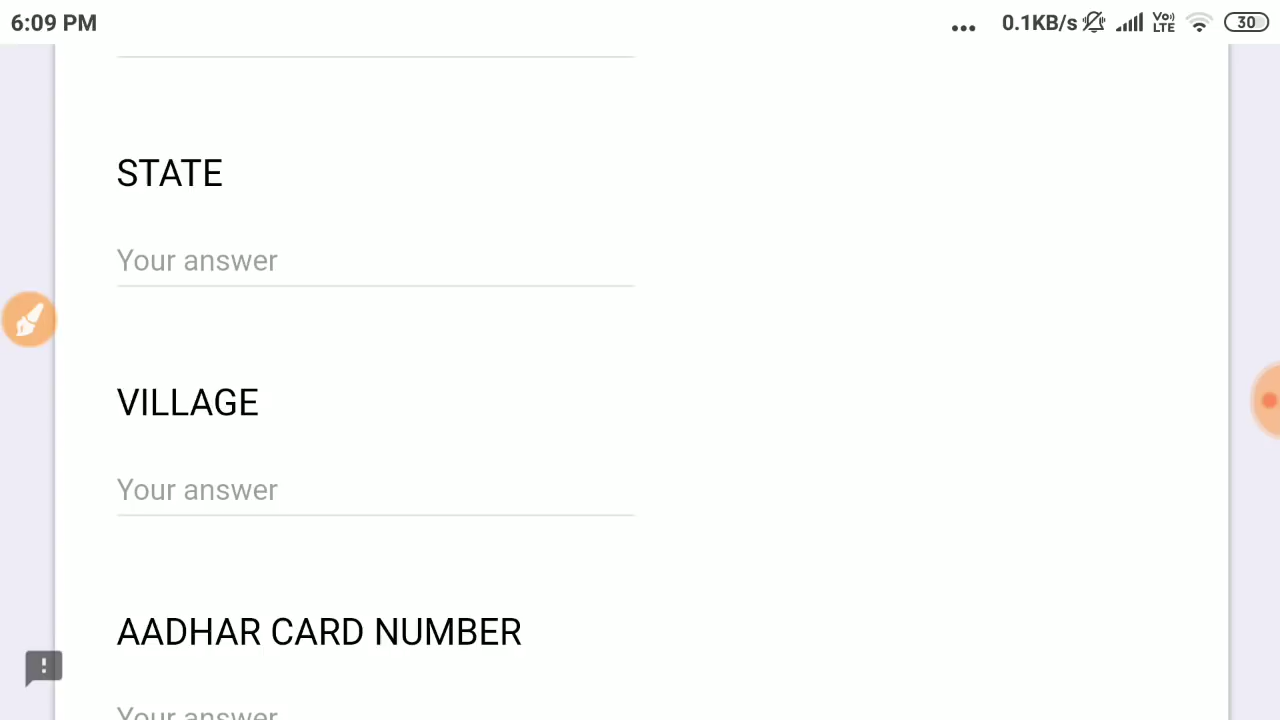 6:09 PM
... 0.1KB/s Vo) LTE 30
STATE
Your answer
VILLAGE
Your answer
AADHAR CARD NUMBER
Your answer